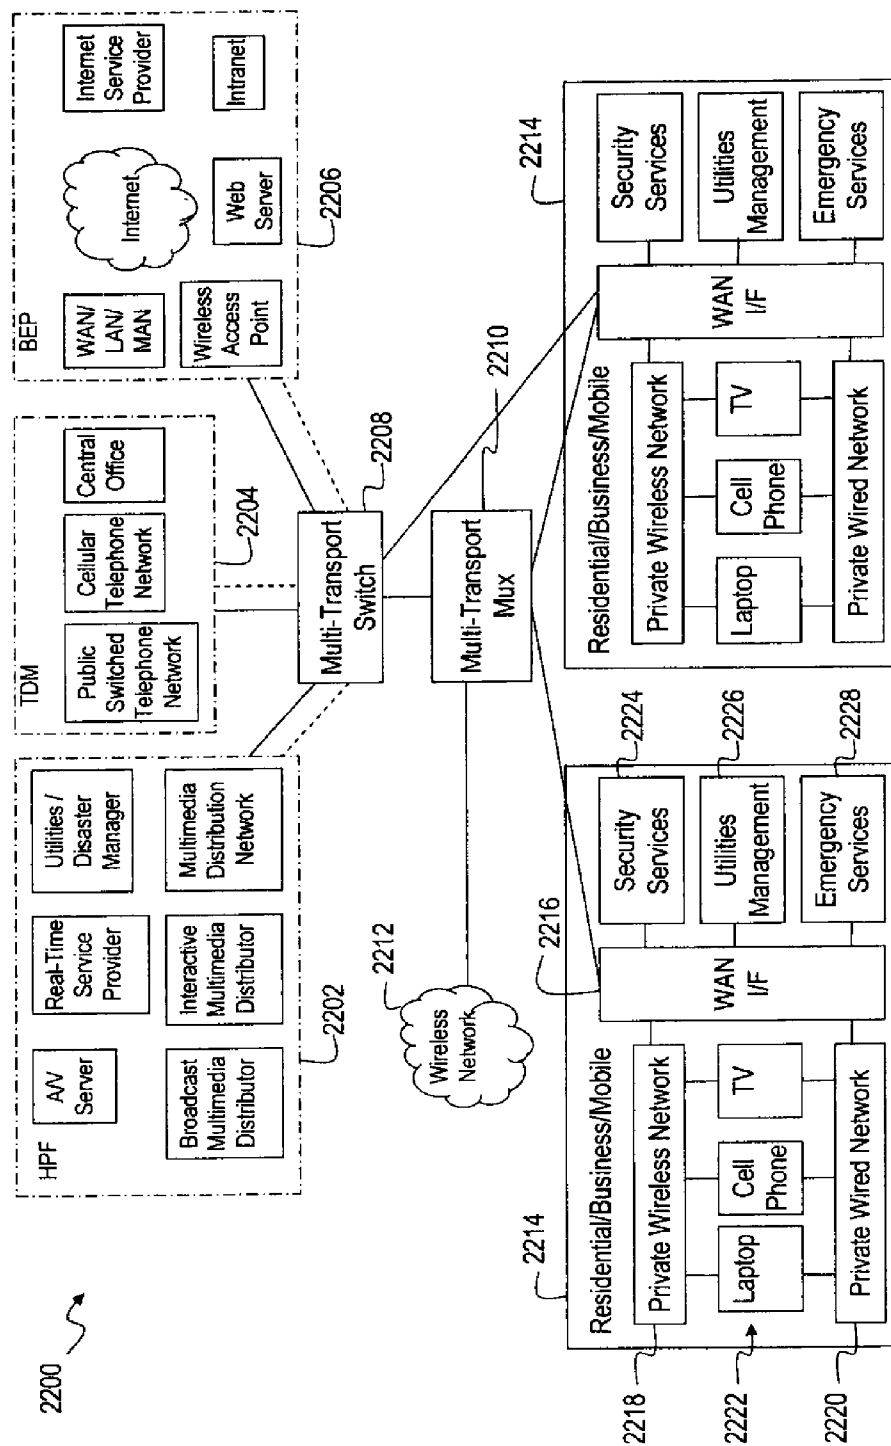 2200
HPF
A/V
Server
Real-Time
Service
Provider
Utilities /
Disaster
Manager
Broadcast
Multimedia
Distributor
Interactive
Multimedia
Distributor
Multimedia
Distribution
Network
2202
TDM
Public
Switched
Telephone
Network
Cellular
Telephone
Network
Central
Office
2204
BEP
WAN/
LAN/
MAN
Internet
Internet
Service
Provider
Wireless
Access
Point
Web
Server
Intranet
2206
Multi-Transport
Switch
2208
Multi-Transport
Mux
2210
Wireless
Network
2212
2214
Residential/Business/Mobile
2216
Private Wireless Network
2218
Laptop
Cell
Phone
TV
2222
Private Wired Network
2220
WAN
I/F
Security
Services
2224
Utilities
Management
2226
Emergency
Services
2228
2214
Residential/Business/Mobile
Private Wireless Network
Laptop
Cell
Phone
TV
Private Wired Network
WAN
I/F
Security
Services
Utilities
Management
Emergency
Services